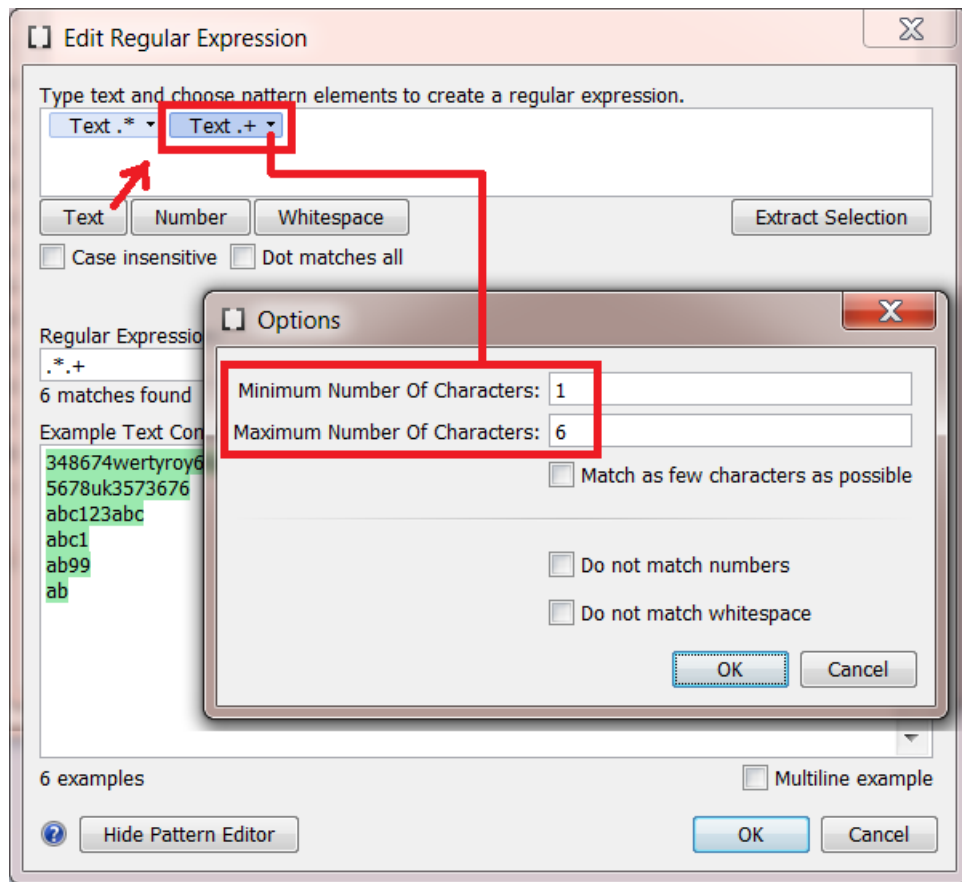 [] Edit Regular Expression
Type text and choose pattern elements to create a regular expression.
Text .* Text .+
Text Number Whitespace Extract Selection
Case insensitive Dot matches all
[] Options
Regular Expressio
.*.+
6 matches found
Minimum Number Of Characters: 1
Example Text Con
Maximum Number Of Characters: 6
348674wertyroy6
Match as few characters as possible
5678uk3573676
abc123abc
abc1
ab99
Do not match numbers
ab
Do not match whitespace
OK Cancel
6 examples Multiline example
? Hide Pattern Editor OK Cancel